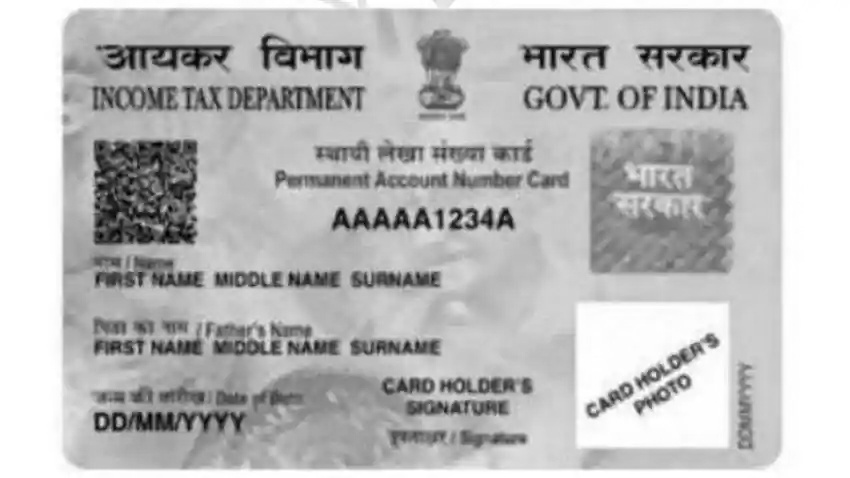 आयकर विभाग
INCOME TAX DEPARTMENT
भारत सरकार
GOVT. OF INDIA
स्थायी लेखा संख्या कार्ड
Permanent Account Number Card
AAAAA1234A
भारत
सरकार
नाम / Name
FIRST NAME MIDDLE NAME SURNAME
पिता का नाम / Father's Name
FIRST NAME MIDDLE NAME SURNAME
जन्म की तारीख / Date of Birth
DD/MM/YYYY
CARD HOLDER'S
SIGNATURE
हस्ताक्षर / Signature
CARD HOLDER'S
PHOTO
DDMMYYYY